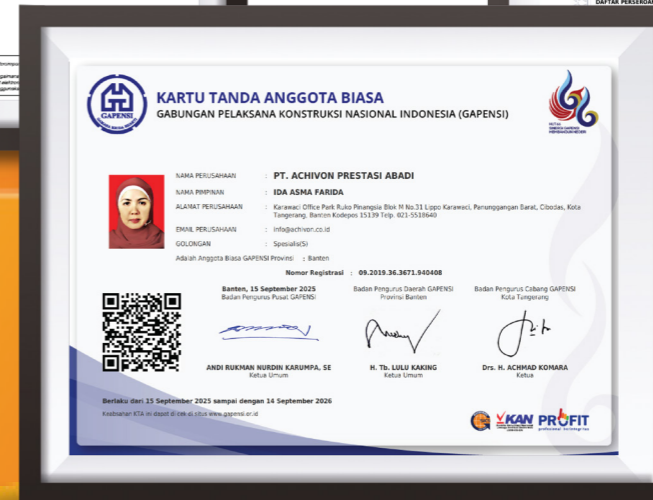 DAFTAR PERSEROAN
GAPENSI
KARTU TANDA ANGGOTA BIASA
GABUNGAN PELAKSANA KONSTRUKSI NASIONAL INDONESIA (GAPENSI)
NAMA PERUSAHAAN : PT. ACHIVON PRESTASI ABADI
NAMA PIMPINAN : IDA ASMA FARIDA
ALAMAT PERUSAHAAN : Karawaci Office Park Ruko Pinangsia Blok M No.31 Lippo Karawaci, Panunggangan Barat, Cibodas, Kota
Tangerang, Banten Kodepos 15139 Telp. 021-5518640
EMAIL PERUSAHAAN : info@achivon.co.id
GOLONGAN : Spesialis(S)
Adalah Anggota Biasa GAPENSI Provinsi : Banten
Nomor Registrasi : 09.2019.36.3671.940408
Banten, 15 September 2025
Badan Pengurus Pusat GAPENSI
ANDI RUKMAN NURDIN KARUMPA, SE
Ketua Umum
Badan Pengurus Daerah GAPENSI
Provinsi Banten
H. Tb. LULU KAKING
Ketua Umum
Badan Pengurus Cabang GAPENSI
Kota Tangerang
Drs. H. ACHMAD KOMARA
Ketua
Berlaku dari 15 September 2025 sampai dengan 14 September 2026
Keabsahan KTA ini dapat di cek di situs www.gapensi.or.id
KAN
PROFIT